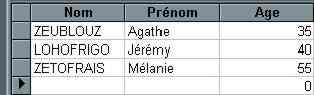 Nom Prénom Age
ZEUBLOUZ Agathe 35
LOHOFRIGO Jérémy 40
ZETOFRAIS Mélanie 55
0